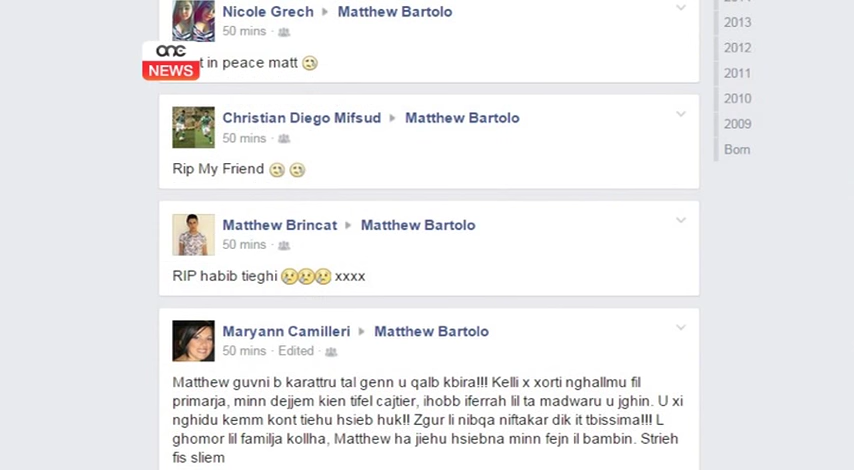 Nicole Grech Matthew Bartolo
50 mins ·
one
NEWS
t in peace matt
2013
2012
2011
2010
2009
Born
Christian Diego Mifsud Matthew Bartolo
50 mins ·
Rip My Friend
Matthew Brincat Matthew Bartolo
50 mins ·
RIP habib tieghi xxxx
Maryann Camilleri Matthew Bartolo
50 mins · Edited ·
Matthew guvni b karattru tal genn u qalb kbira!!! Kelli x xorti nghallmu fil
primarja, minn dejjem kien tifel cajtier, ihobb iferrah lil ta madwaru u jghin. U xi
nghidu kemm kont tiehu hsieb huk!! Zgur li nibqa niftakar dik it tbissima!!! L
ghomor lil familja kollha, Matthew ha jiehu hsiebna minn fejn il bambin. Strieh
fis sliem